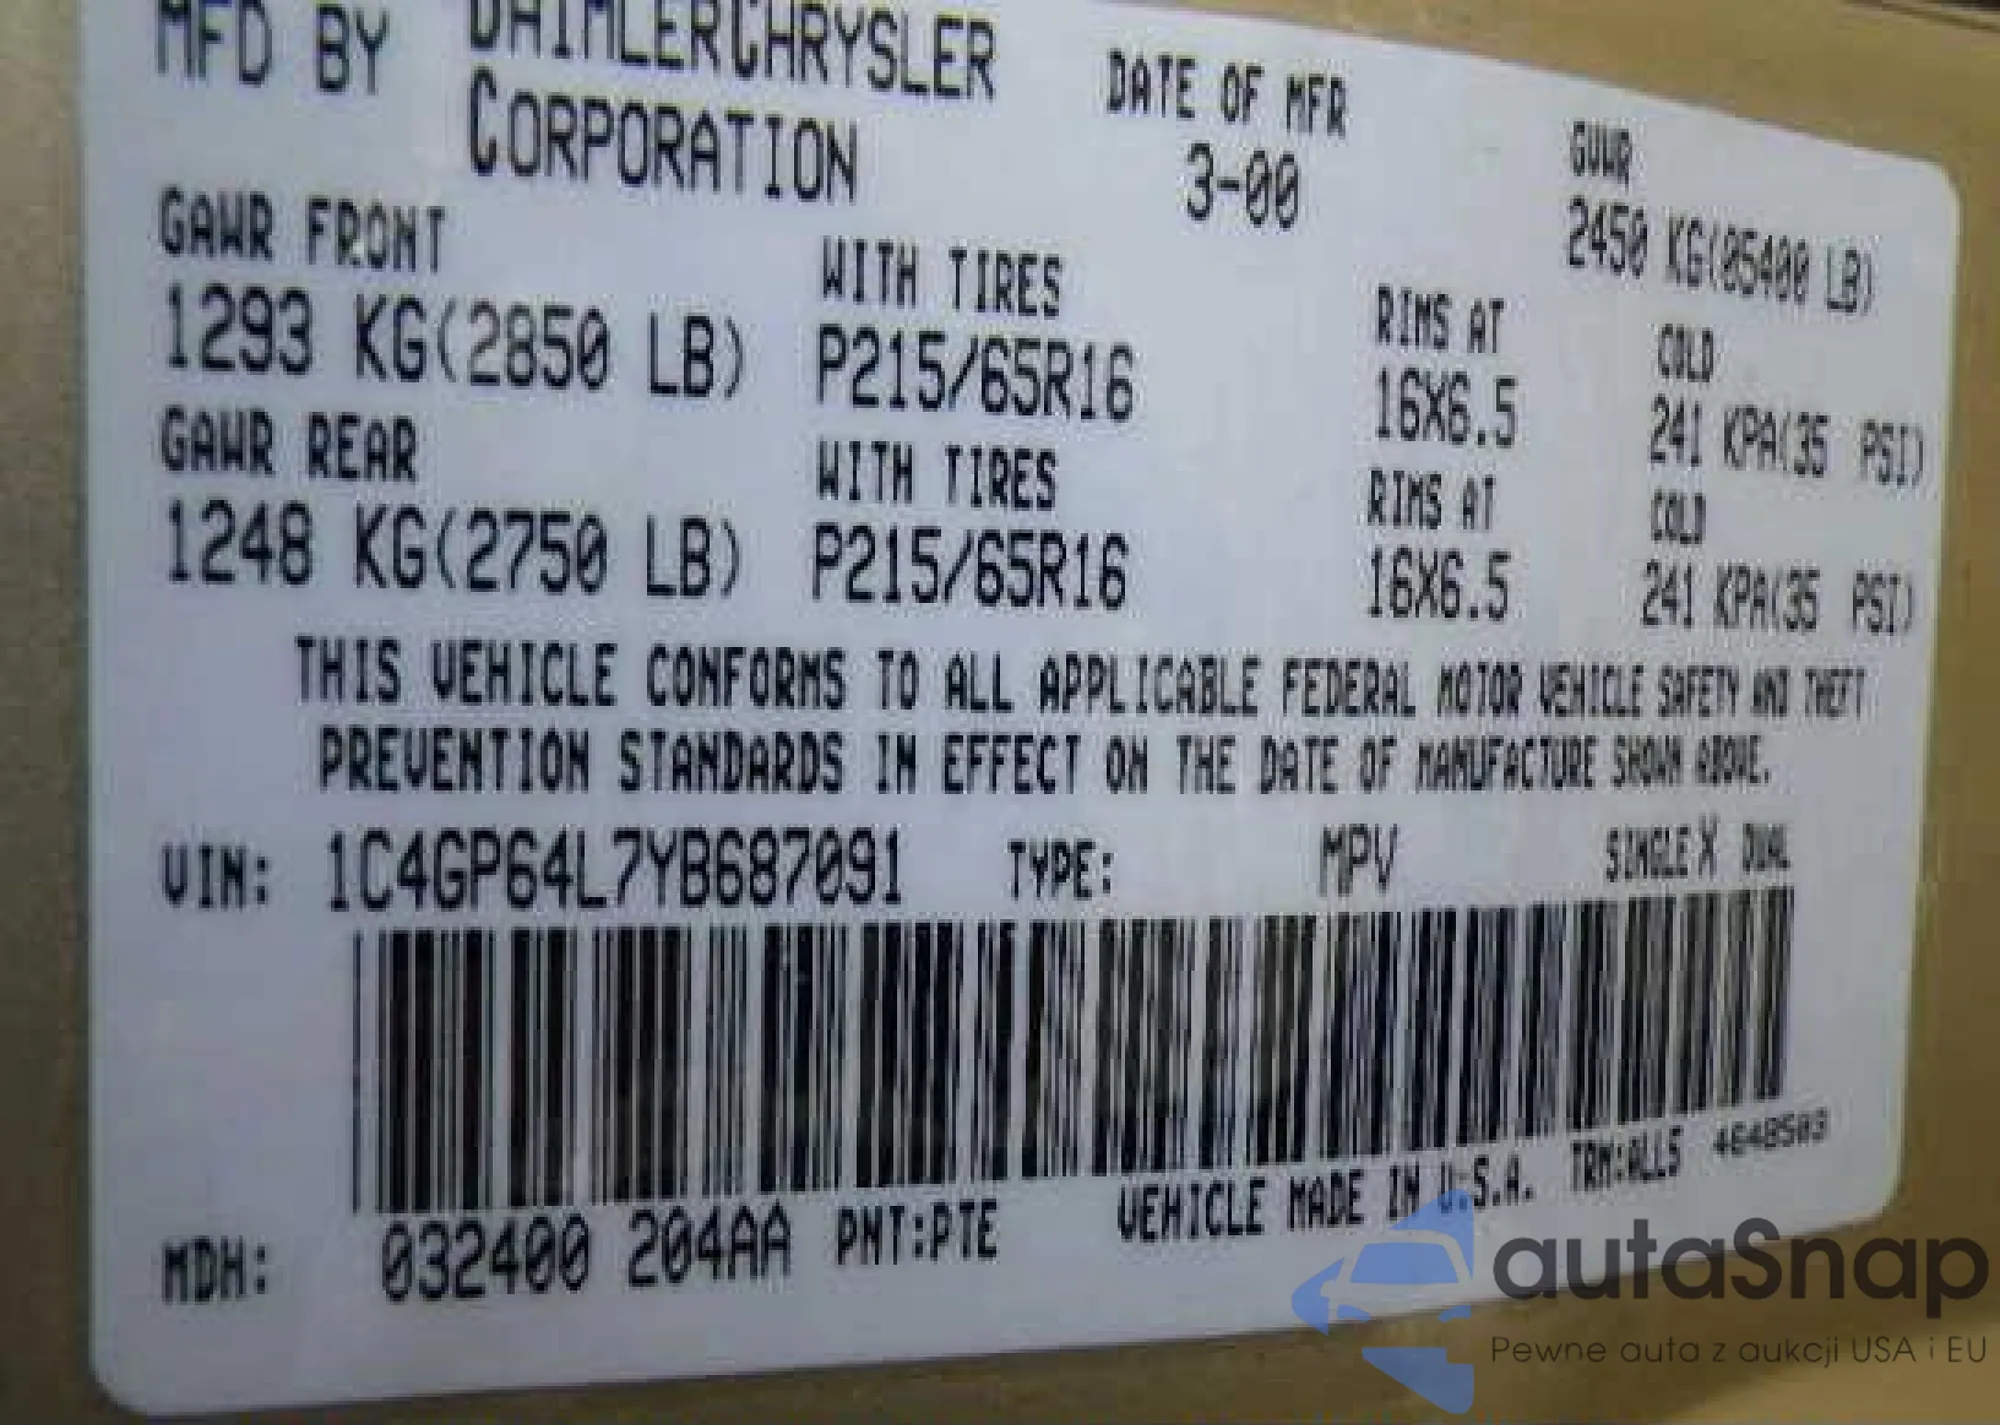 MFD BY DAIMLERCHRYSLER CORPORATION
DATE OF MFR
3-00
GVWR
2450 KG(05400 LB)
GAWR FRONT WITH TIRES RIMS AT COLD
1293 KG(2850 LB) P215/65R16 16X6.5 241 KPA(35 PSI)
GAWR REAR WITH TIRES RIMS AT COLD
1248 KG(2750 LB) P215/65R16 16X6.5 241 KPA(35 PSI)
THIS VEHICLE CONFORMS TO ALL APPLICABLE FEDERAL MOTOR VEHICLE SAFETY AND THEFT
PREVENTION STANDARDS IN EFFECT ON THE DATE OF MANUFACTURE SHOWN ABOVE.
VIN: 1C4GP64L7YB687091 TYPE: MPV SINGLE X DUAL
MDH: 032400 204AA PNT:PTE VEHICLE MADE IN U.S.A. TRM:ALL5 4648503
autaSnap
Pewne auta z aukcji USA i EU